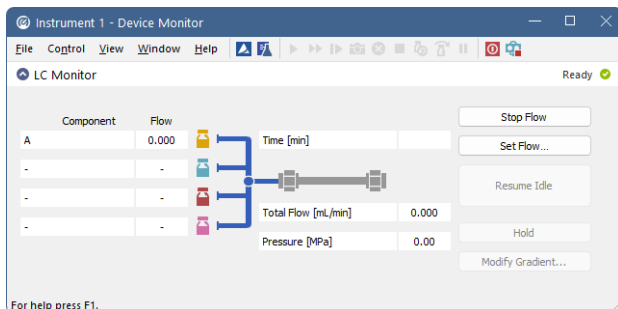 Instrument 1 - Device Monitor
File Control View Window Help
LC Monitor Ready
Component Flow
A 0.000
- -
- -
- -
Time [min]
Total Flow [mL/min] 0.000
Pressure [MPa] 0.00
Stop Flow
Set Flow...
Resume Idle
Hold
Modify Gradient...
For help press F1.